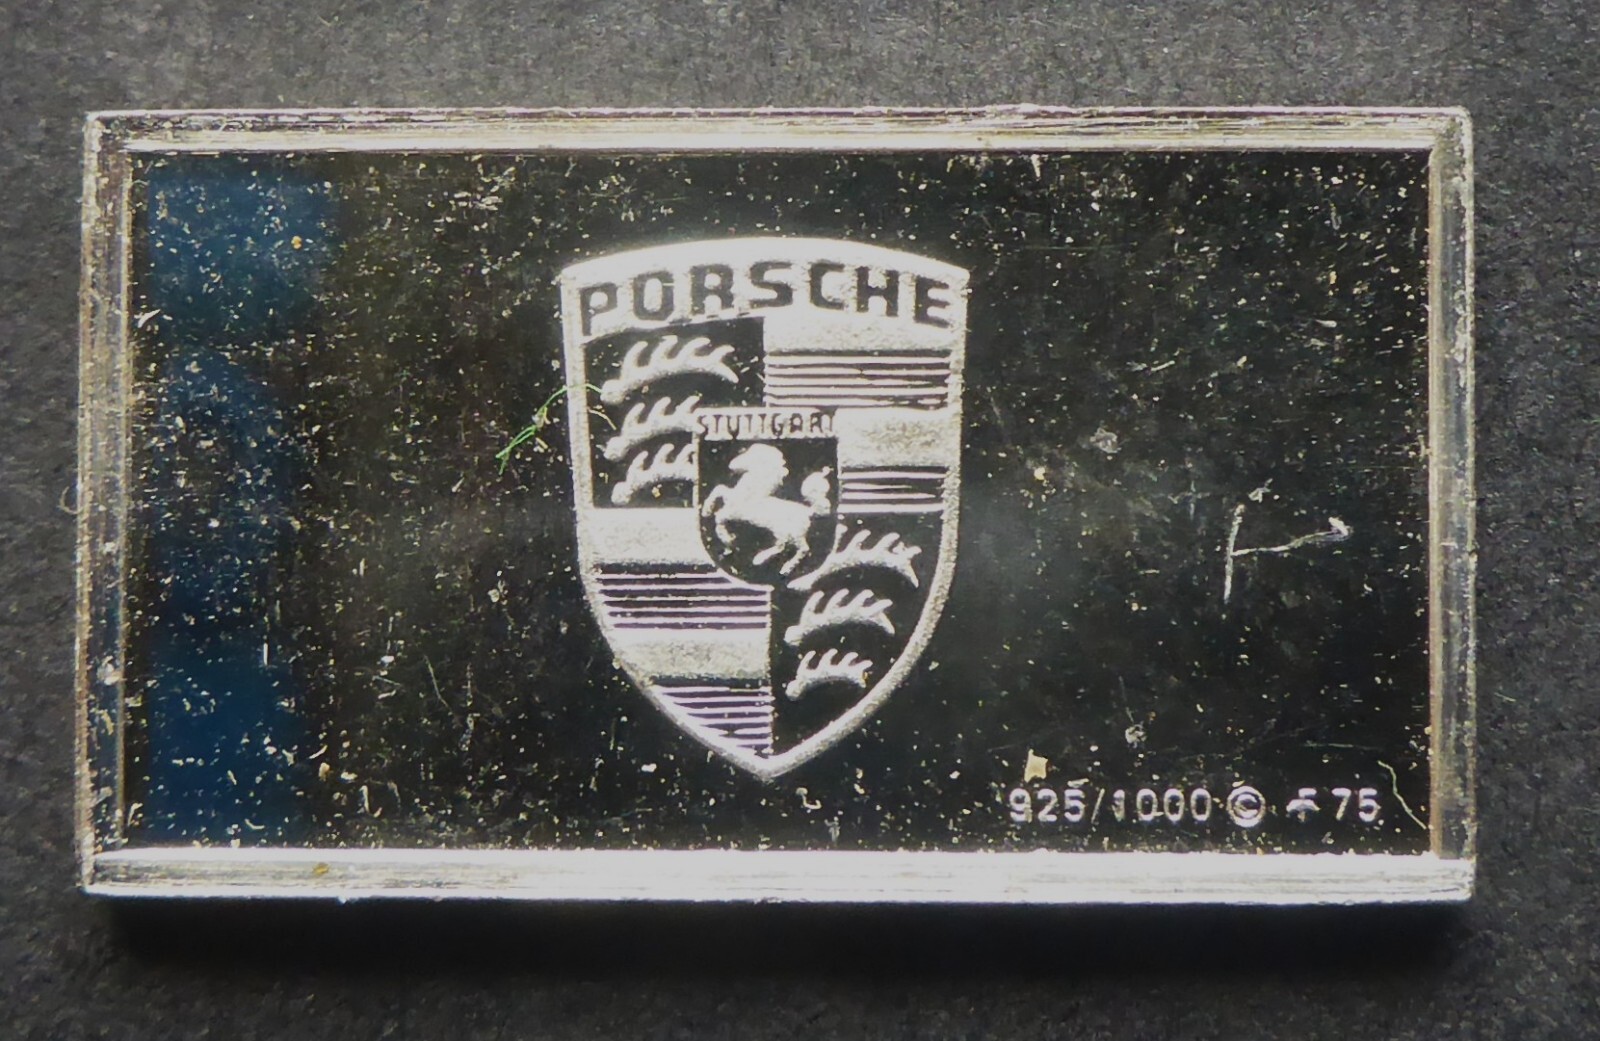 PORSCHE
STUTTGART
925/1000 © F 75